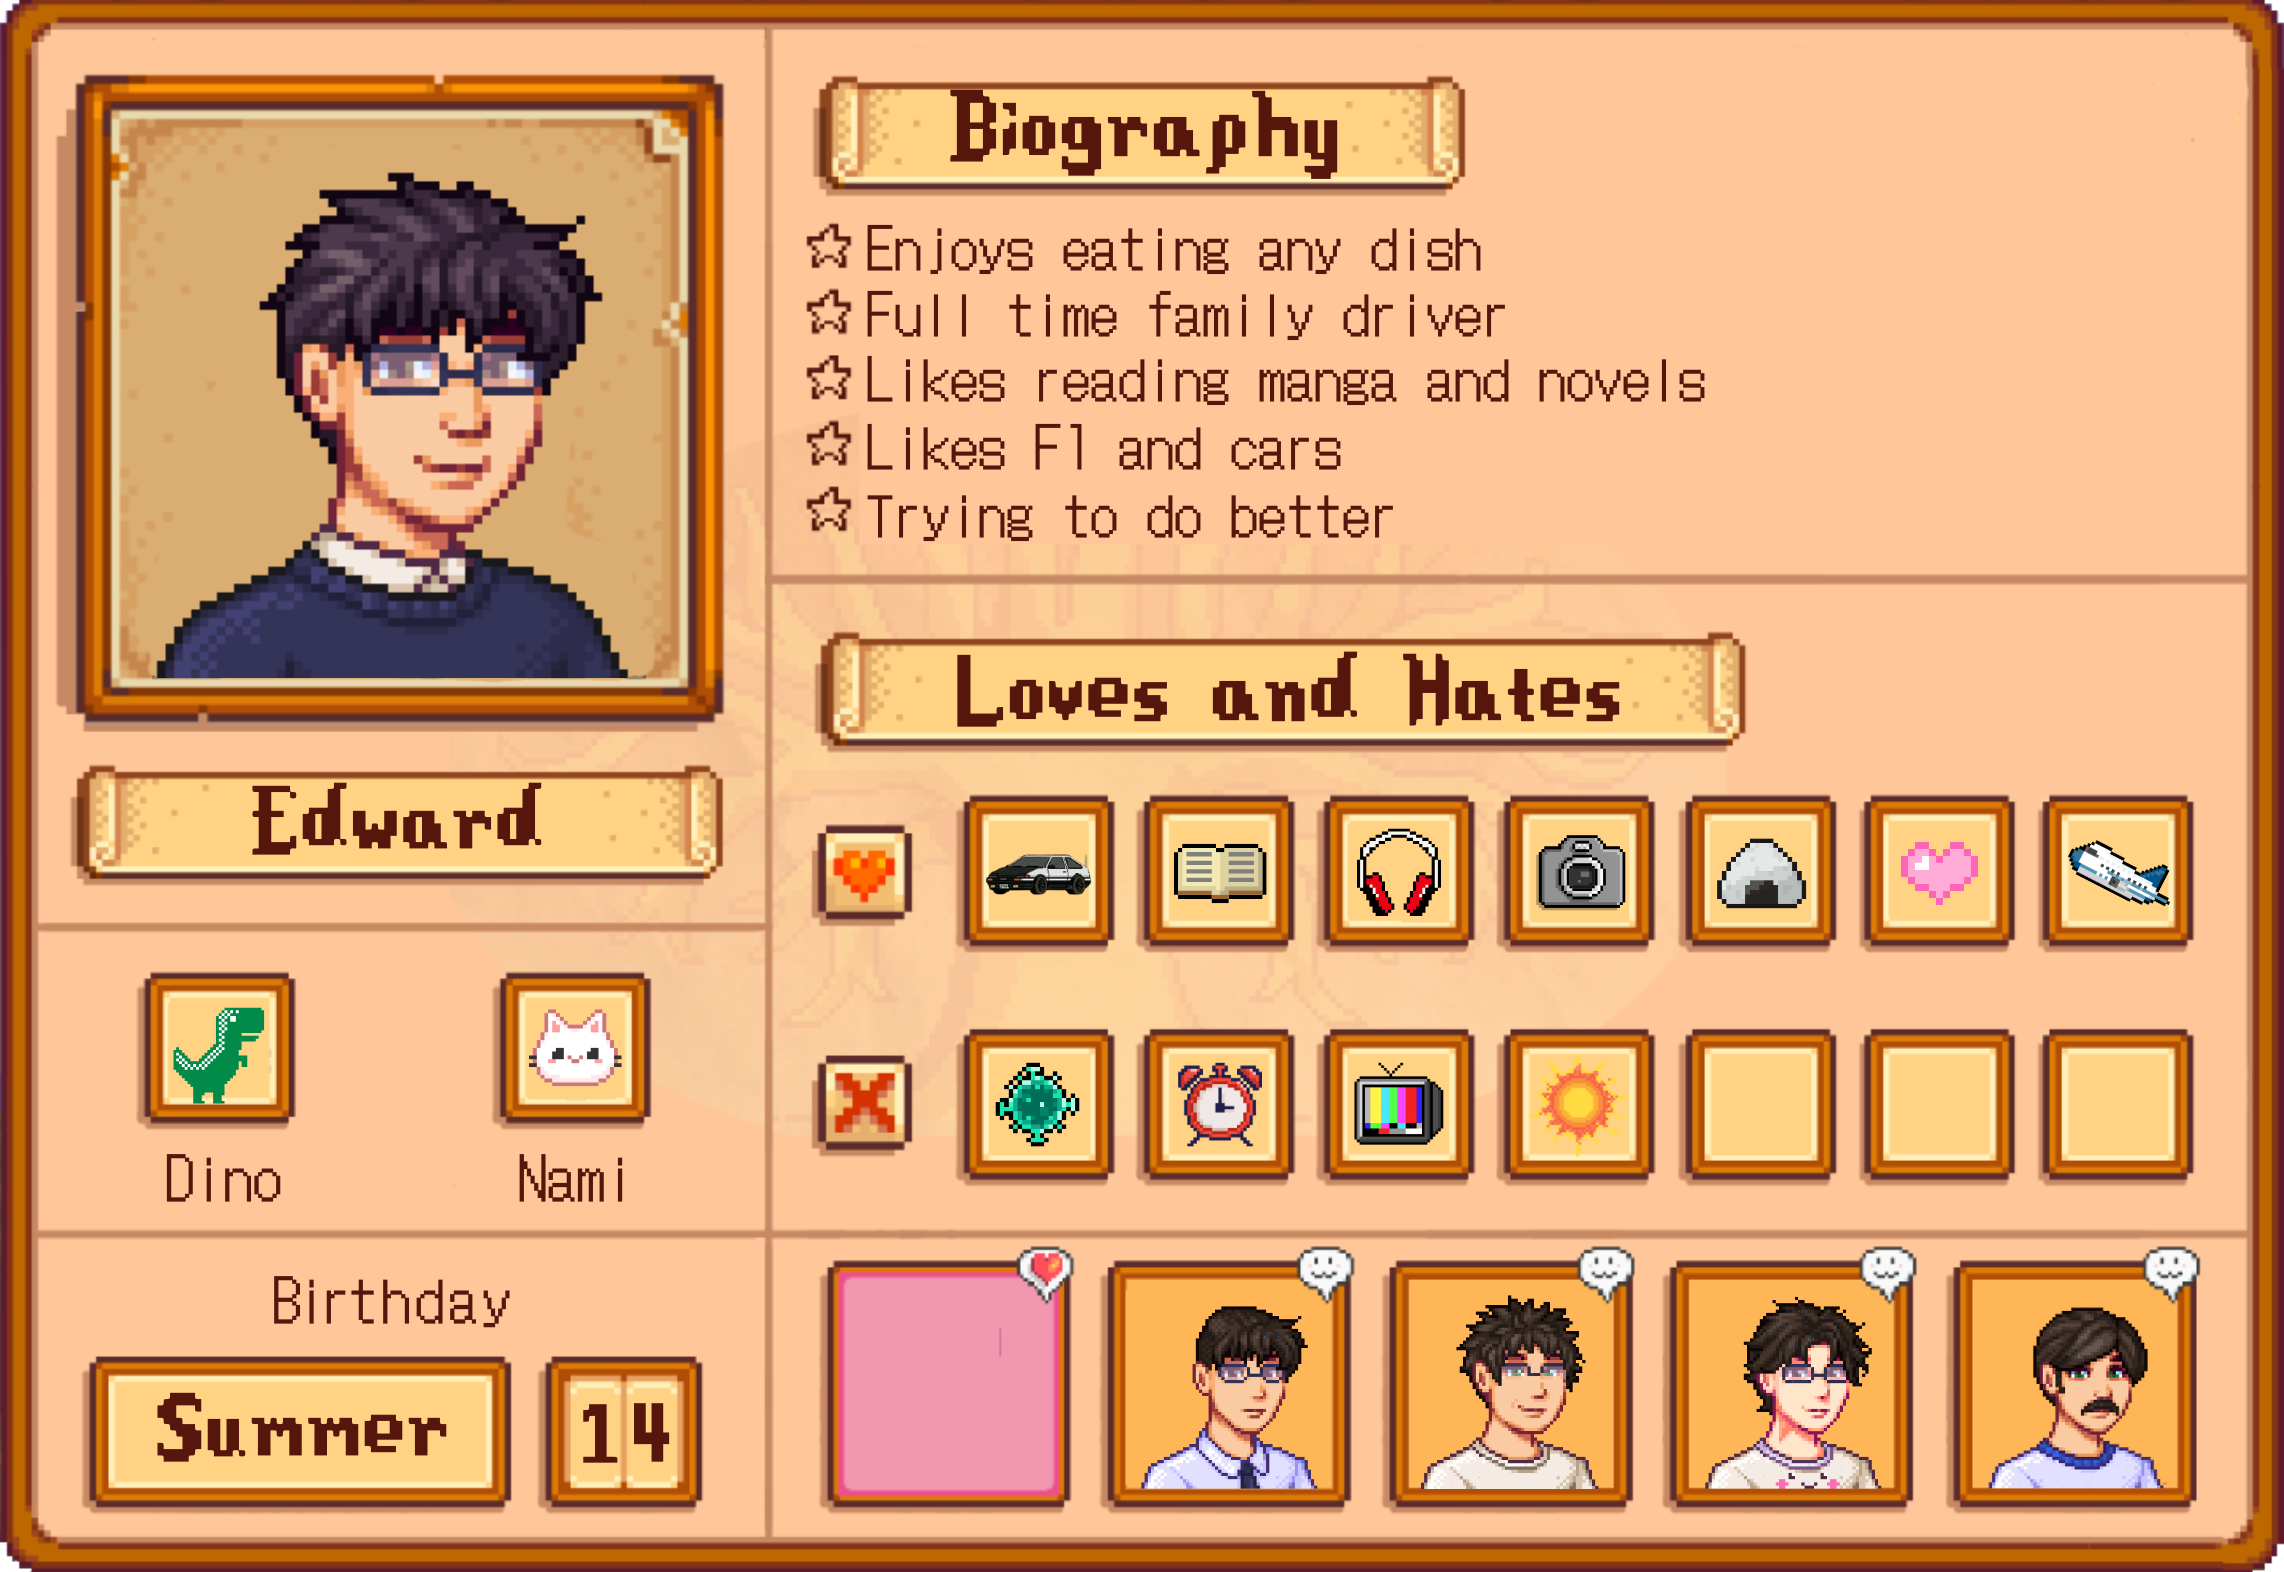 Biography
Enjoys eating any dish
Full time family driver
Likes reading manga and novels
Likes F1 and cars
Trying to do better
Loves and Hates
Edward
Dino
Nami
Birthday
Summer
14